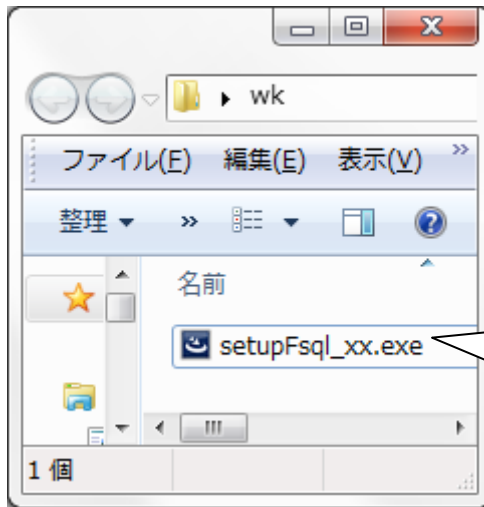 wk
ファイル(F) 編集(E) 表示(V) »
整理 »
名前
setupFsql_xx.exe
1 個